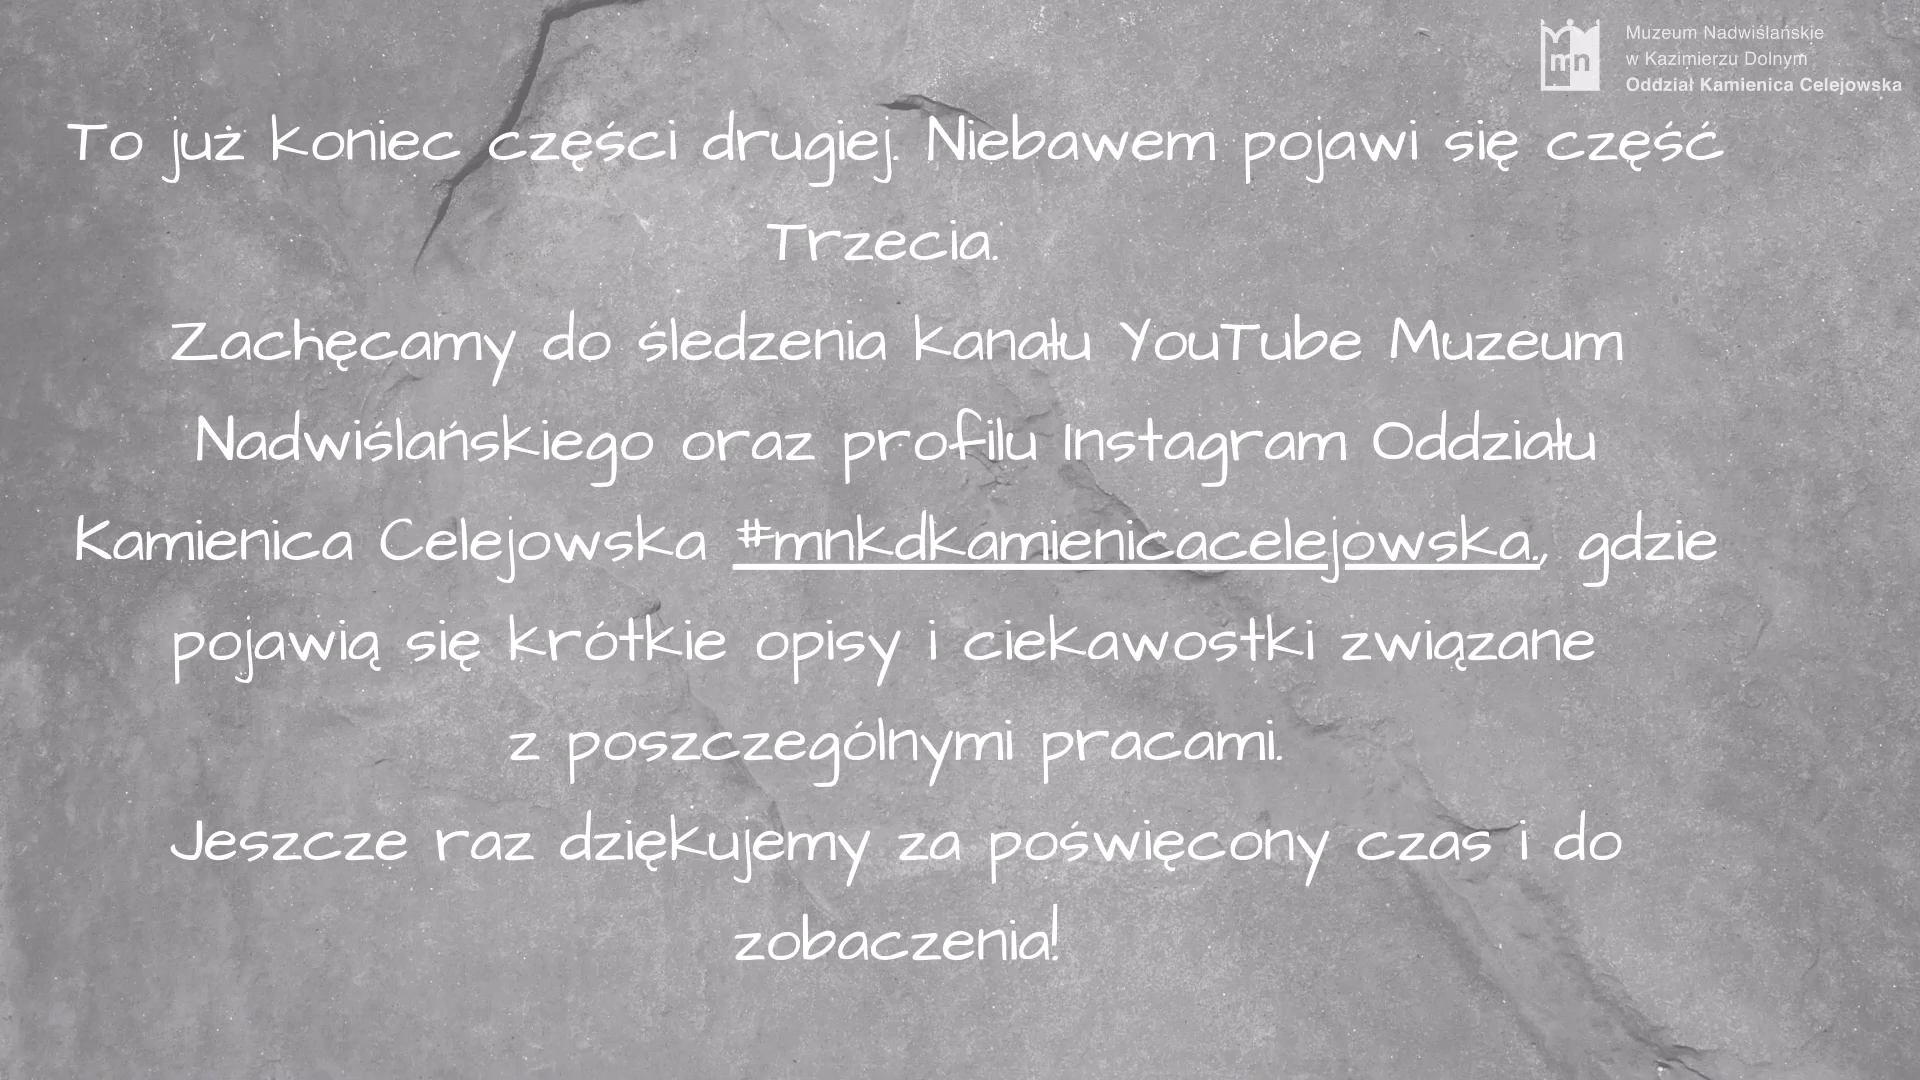 mn
Muzeum Nadwiślańskie
w Kazimierzu Dolnym
Oddział Kamienica Celejowska
To już koniec części drugiej. Niebawem pojawi się część
Trzecia.
Zachęcamy do śledzenia kanału YouTube Muzeum
Nadwiślańskiego oraz profilu Instagram Oddziału
Kamienica Celejowska #mnkdkamienicacelejowska., gdzie
pojawią się krótkie opisy i ciekawostki związane
z poszczególnymi pracami.
Jeszcze raz dziękujemy za poświęcony czas i do
zobaczenia!